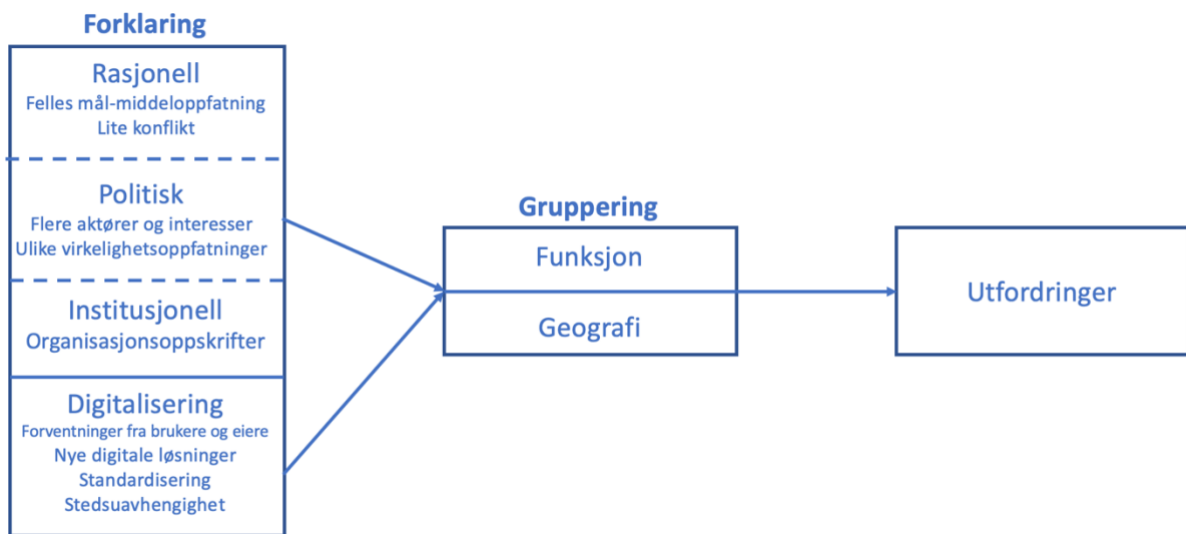 Forklaring
Rasjonell
Felles mål-middeloppfatning
Lite konflikt
Politisk
Flere aktører og interesser
Ulike virkelighetsoppfatninger
Institusjonell
Organisasjonsoppskrifter
Digitalisering
Forventninger fra brukere og eiere
Nye digitale løsninger
Standardisering
Stedsuavhengighet
Gruppering
Funksjon
Geografi
Utfordringer